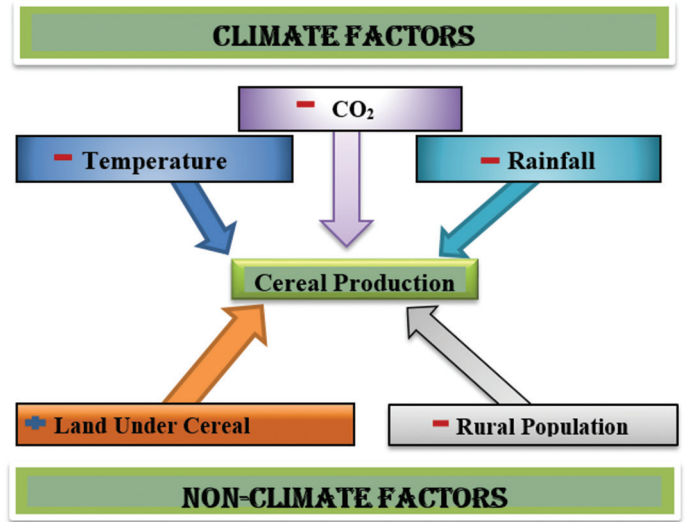 CLIMATE FACTORS
- CO₂
- Temperature
- Rainfall
Cereal Production
+ Land Under Cereal
- Rural Population
NON-CLIMATE FACTORS